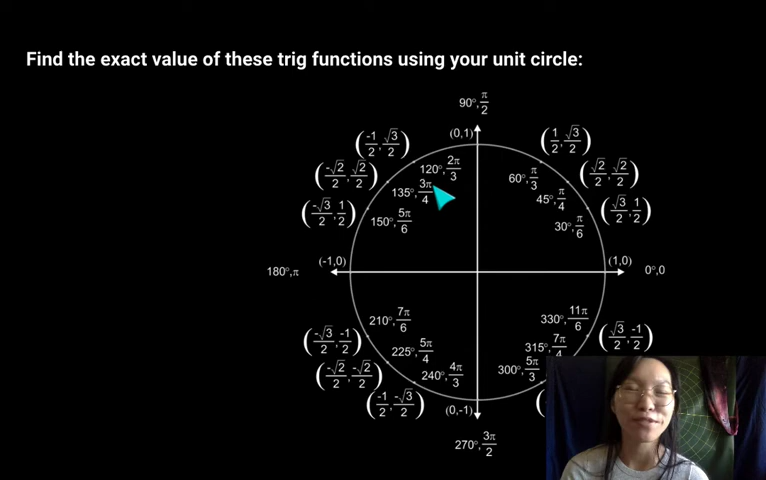 Find the exact value of these trig functions using your unit circle:
90°, π/2
(0,1)
(-1/2, √3/2)
(1/2, √3/2)
(-√2/2, √2/2)
120°, 2π/3
60°, π/3
(√2/2, √2/2)
135°, 3π/4
45°, π/4
(-√3/2, 1/2)
150°, 5π/6
30°, π/6
(√3/2, 1/2)
180°,π
(-1,0)
(1,0)
0°,0
210°, 7π/6
330°, 11π/6
(-√3/2, -1/2)
225°, 5π/4
315°, 7π/4
(√3/2, -1/2)
(-√2/2, -√2/2)
240°, 4π/3
300°, 5π/3
(-1/2, -√3/2)
(0,-1)
(
270°, 3π/2